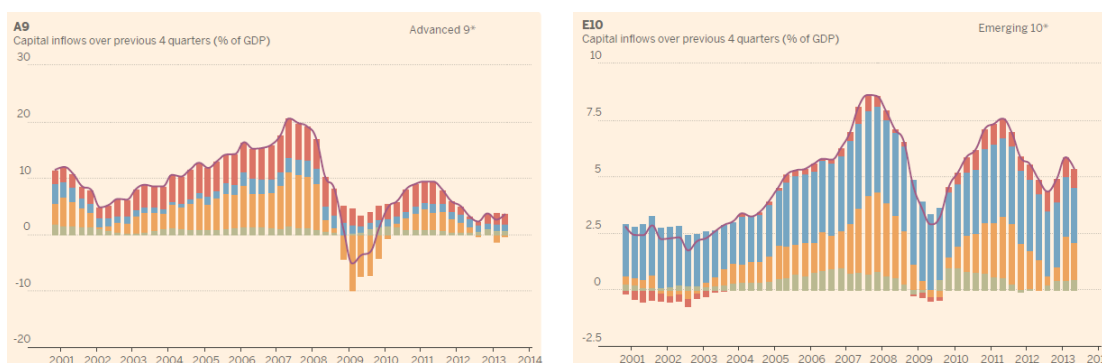 A9
Advanced 9*
Capital inflows over previous 4 quarters (% of GDP)
30
20
10
0
-10
-20
2001 2002 2003 2004 2005 2006 2007 2008 2009 2010 2011 2012 2013 2014
E10
Emerging 10*
Capital inflows over previous 4 quarters (% of GDP)
10
7.5
5
2.5
0
-2.5
2001 2002 2003 2004 2005 2006 2007 2008 2009 2010 2011 2012 2013